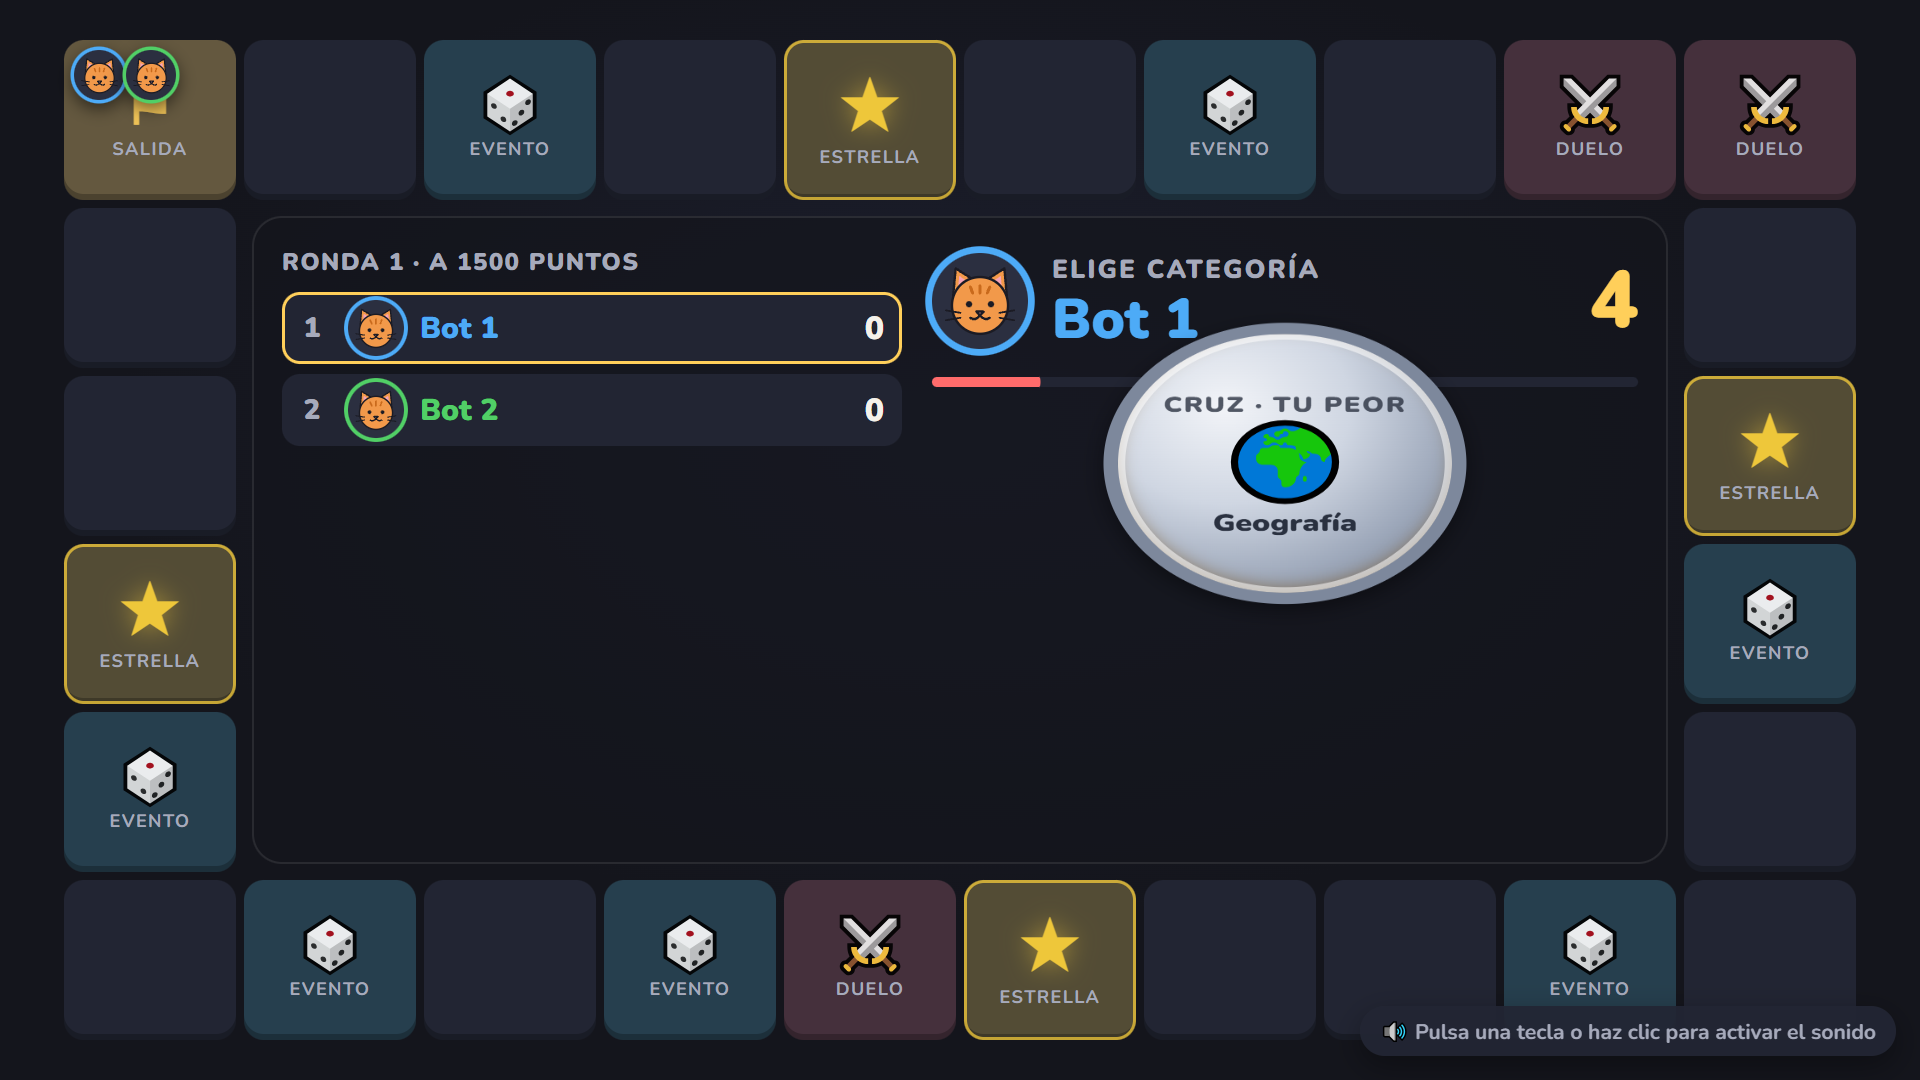 SALIDA
EVENTO
ESTRELLA
EVENTO
DUELO
DUELO
RONDA 1 · A 1500 PUNTOS
1 Bot 1 0
2 Bot 2 0
ELIGE CATEGORÍA
Bot 1
4
CRUZ · TU PEOR
Geografía
ESTRELLA
ESTRELLA
EVENTO
EVENTO
EVENTO
EVENTO
DUELO
ESTRELLA
EVENTO
Pulsa una tecla o haz clic para activar el sonido